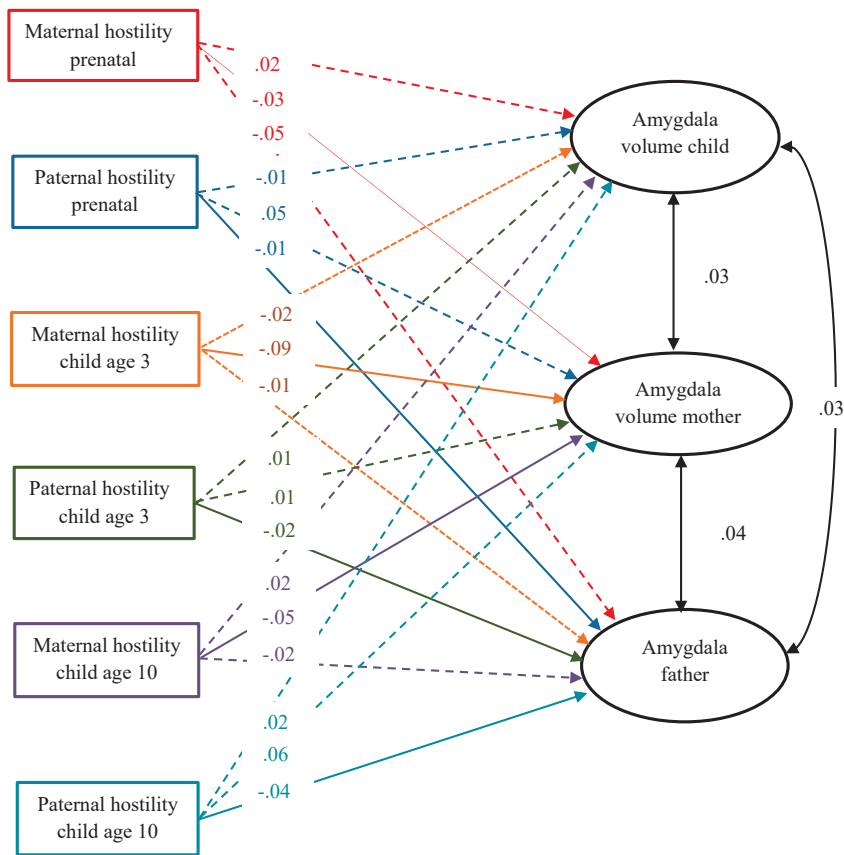 Maternal hostility
prenatal
.02
-.03
-.05
Paternal hostility
prenatal
-.01
.05
-.01
Maternal hostility
child age 3
-.02
-.09
-.01
Paternal hostility
child age 3
.01
.01
-.02
Maternal hostility
child age 10
.02
-.05
-.02
Paternal hostility
child age 10
.02
.06
-.04
Amygdala
volume child
.03
Amygdala
volume mother
.03
.04
Amygdala
father